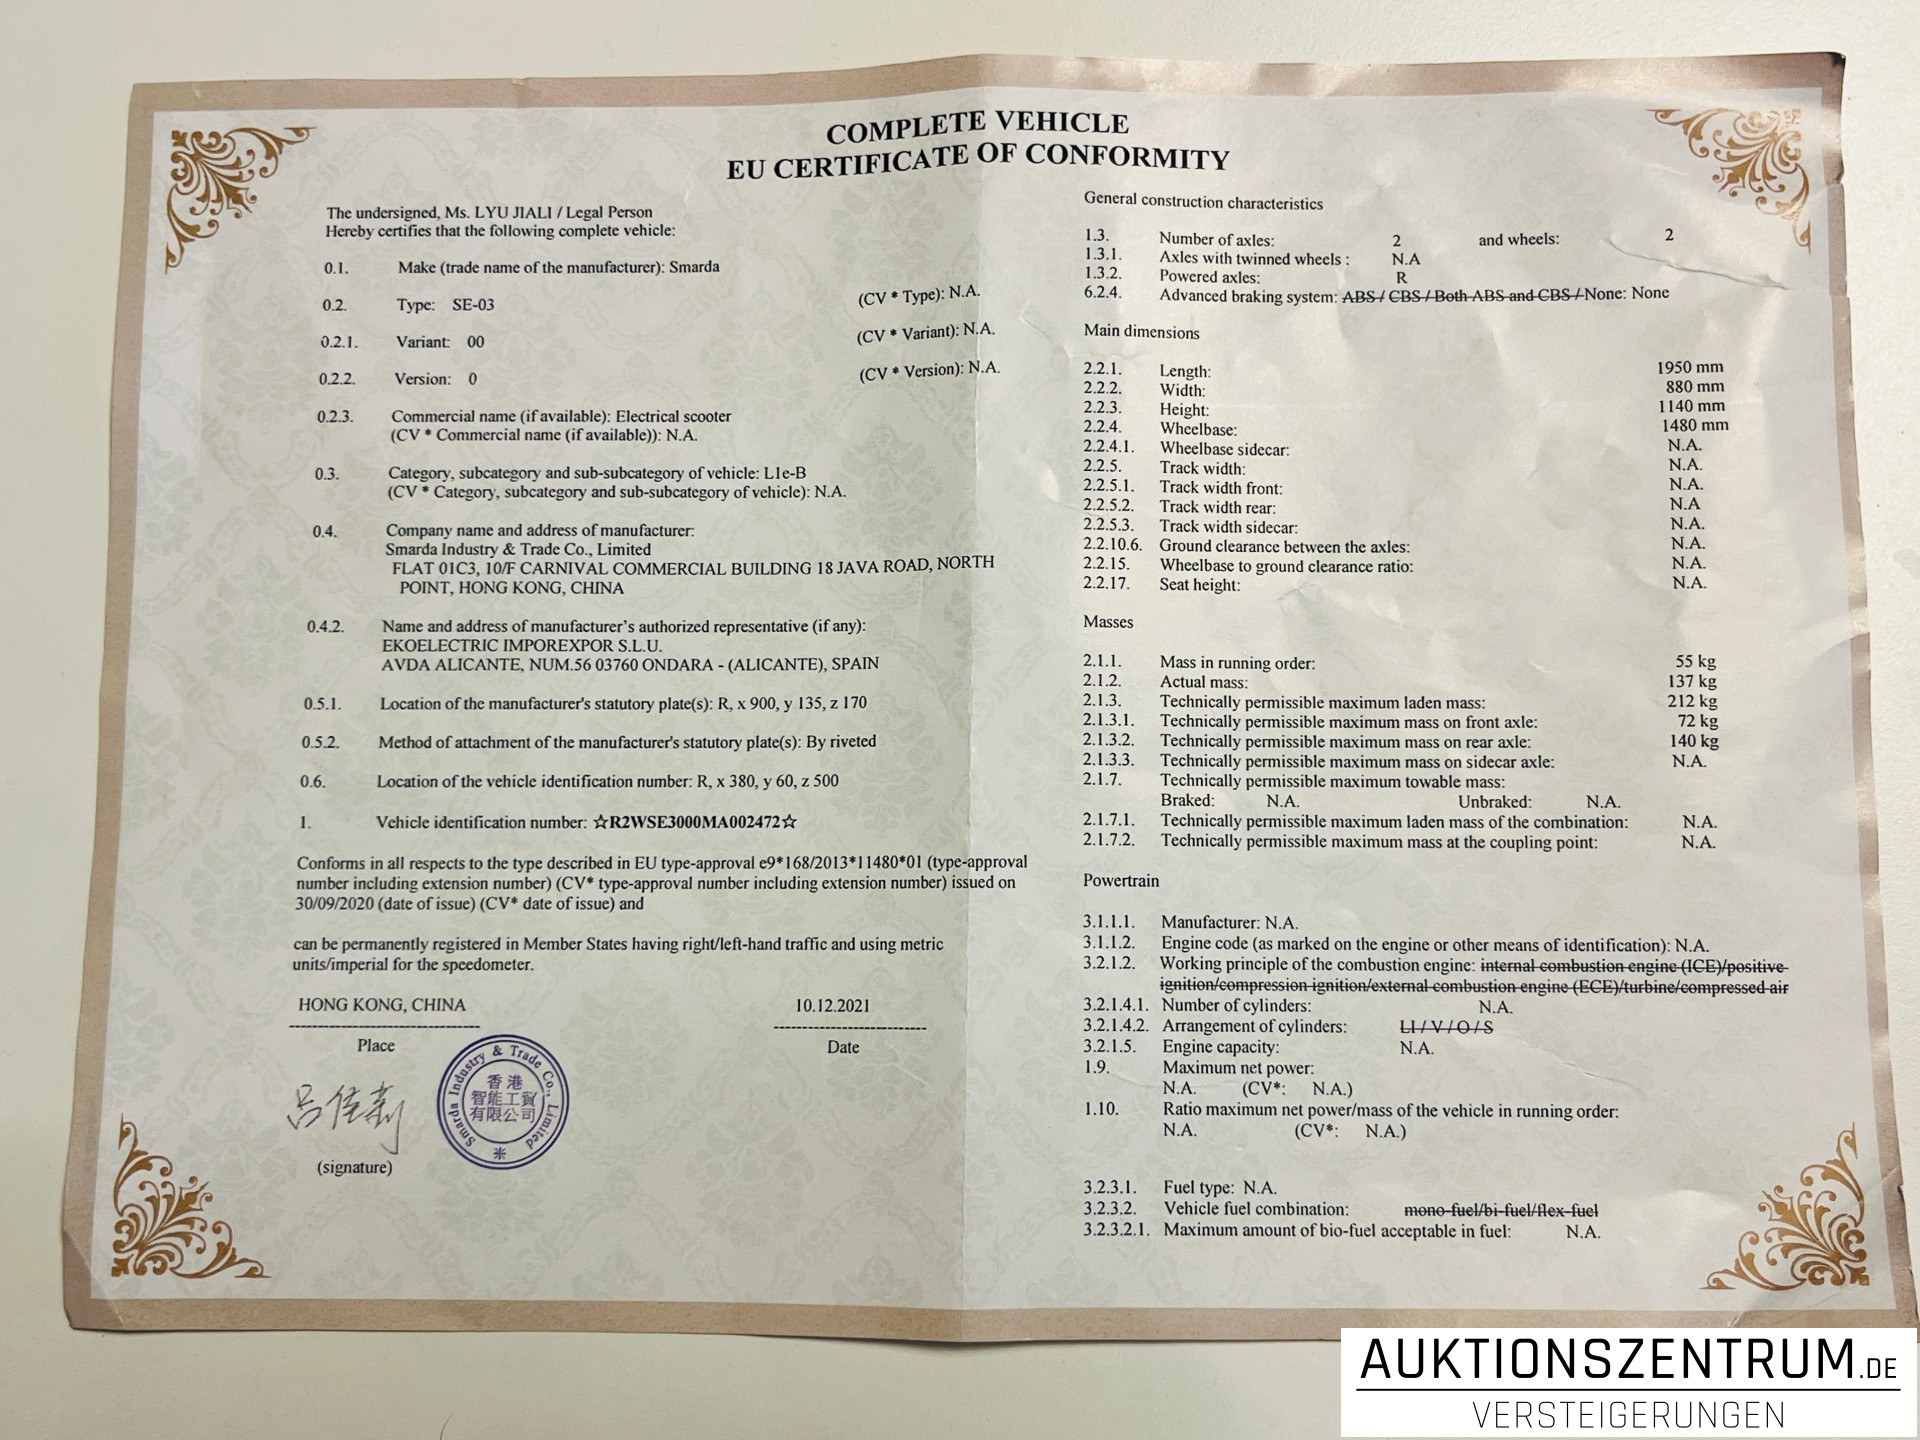 COMPLETE VEHICLE
EU CERTIFICATE OF CONFORMITY
The undersigned, Ms. LYU JIALI / Legal Person
Hereby certifies that the following complete vehicle:
0.1. Make (trade name of the manufacturer): Smarda
0.2. Type: SE-03 (CV * Type): N.A.
0.2.1. Variant: 00 (CV * Variant): N.A.
0.2.2. Version: 0 (CV * Version): N.A.
0.2.3. Commercial name (if available): Electrical scooter
(CV * Commercial name (if available)): N.A.
0.3. Category, subcategory and sub-subcategory of vehicle: L1e-B
(CV * Category, subcategory and sub-subcategory of vehicle): N.A.
0.4. Company name and address of manufacturer:
Smarda Industry & Trade Co., Limited
FLAT 01C3, 10/F CARNIVAL COMMERCIAL BUILDING 18 JAVA ROAD, NORTH
POINT, HONG KONG, CHINA
0.4.2. Name and address of manufacturer's authorized representative (if any):
EKOELECTRIC IMPOREXPOR S.L.U.
AVDA ALICANTE, NUM.56 03760 ONDARA - (ALICANTE), SPAIN
0.5.1. Location of the manufacturer's statutory plate(s): R, x 900, y 135, z 170
0.5.2. Method of attachment of the manufacturer's statutory plate(s): By riveted
0.6. Location of the vehicle identification number: R, x 380, y 60, z 500
1. Vehicle identification number: ☆R2WSE3000MA002472☆
Conforms in all respects to the type described in EU type-approval e9*168/2013*11480*01 (type-approval
number including extension number) (CV* type-approval number including extension number) issued on
30/09/2020 (date of issue) (CV* date of issue) and
can be permanently registered in Member States having right/left-hand traffic and using metric
units/imperial for the speedometer.
HONG KONG, CHINA 10.12.2021
Place Date
吕佳莉
Smarda Industry & Trade Co., Limited
香港
智能工貿
有限公司
(signature)
General construction characteristics
1.3. Number of axles: 2 and wheels: 2
1.3.1. Axles with twinned wheels : N.A
1.3.2. Powered axles: R
6.2.4. Advanced braking system: ABS / CBS / Both ABS and CBS / None: None
Main dimensions
2.2.1. Length: 1950 mm
2.2.2. Width: 880 mm
2.2.3. Height: 1140 mm
2.2.4. Wheelbase: 1480 mm
2.2.4.1. Wheelbase sidecar: N.A.
2.2.5. Track width: N.A.
2.2.5.1. Track width front: N.A.
2.2.5.2. Track width rear: N.A
2.2.5.3. Track width sidecar: N.A.
2.2.10.6. Ground clearance between the axles: N.A.
2.2.15. Wheelbase to ground clearance ratio: N.A.
2.2.17. Seat height: N.A.
Masses
2.1.1. Mass in running order: 55 kg
2.1.2. Actual mass: 137 kg
2.1.3. Technically permissible maximum laden mass: 212 kg
2.1.3.1. Technically permissible maximum mass on front axle: 72 kg
2.1.3.2. Technically permissible maximum mass on rear axle: 140 kg
2.1.3.3. Technically permissible maximum mass on sidecar axle: N.A.
2.1.7. Technically permissible maximum towable mass:
Braked: N.A. Unbraked: N.A.
2.1.7.1. Technically permissible maximum laden mass of the combination: N.A.
2.1.7.2. Technically permissible maximum mass at the coupling point: N.A.
Powertrain
3.1.1.1. Manufacturer: N.A.
3.1.1.2. Engine code (as marked on the engine or other means of identification): N.A.
3.2.1.2. Working principle of the combustion engine: internal combustion engine (ICE)/positive
ignition/compression ignition/external combustion engine (ECE)/turbine/compressed air
3.2.1.4.1. Number of cylinders: N.A.
3.2.1.4.2. Arrangement of cylinders: LI / V / O / S
3.2.1.5. Engine capacity: N.A.
1.9. Maximum net power:
N.A. (CV*: N.A.)
1.10. Ratio maximum net power/mass of the vehicle in running order:
N.A. (CV*: N.A.)
3.2.3.1. Fuel type: N.A.
3.2.3.2. Vehicle fuel combination: mono-fuel/bi-fuel/flex-fuel
3.2.3.2.1. Maximum amount of bio-fuel acceptable in fuel: N.A.
AUKTIONSZENTRUM.DE
VERSTEIGERUNGEN